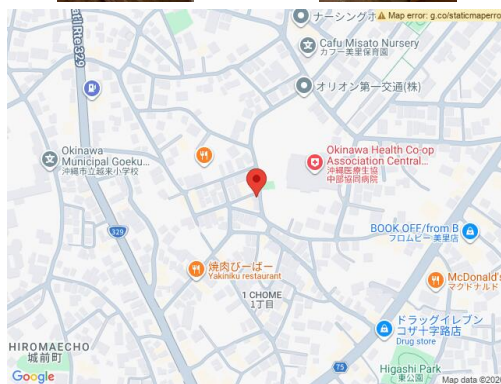 ナーシングホ
Map error: g.co/staticmaperro
t'l Rte 329
Cafu Misato Nursery
カフー美里保育園
オリオン第一交通(株)
Okinawa
Municipal Goeku...
沖縄市立越来小学校
Okinawa Health Co-op
Association Central...
沖縄医療生協
中部協同病院
329
BOOK OFF/from B
フロムビー 美里店
焼肉びーばー
Yakiniku restaurant
McDonald's
マクドナルド
1 CHOME
1丁目
ドラッグイレブン
コザ十字路店
Drug store
HIROMAECHO
城前町
75
Higashi Park
東公園
Google
Map data ©202